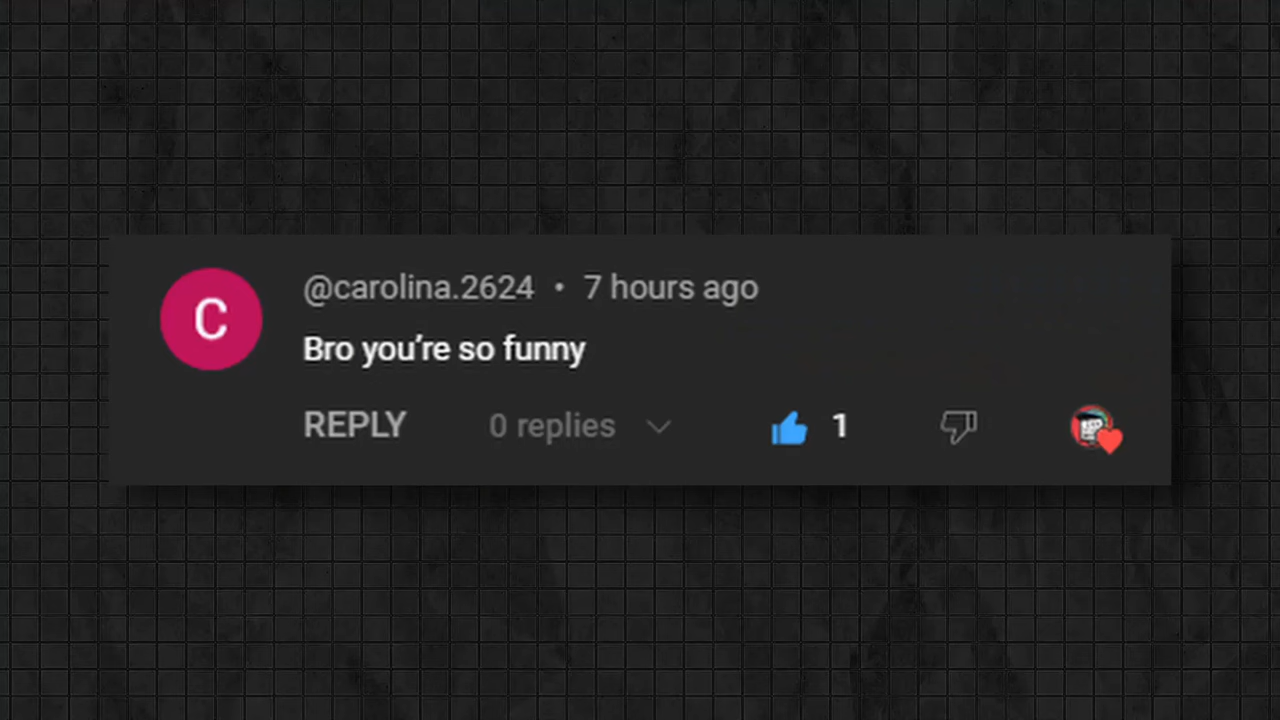 C
@carolina.2624 • 7 hours ago
Bro you’re so funny
REPLY 0 replies 1